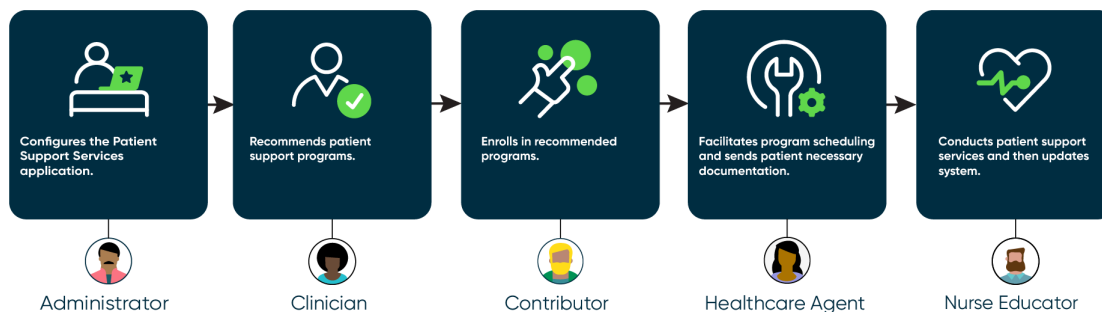 Configures the Patient
Support Services
application.
Recommends patient
support programs.
Enrolls in recommended
programs.
Facilitates program scheduling
and sends patient necessary
documentation.
Conducts patient support
services and then updates
system.
Administrator
Clinician
Contributor
Healthcare Agent
Nurse Educator